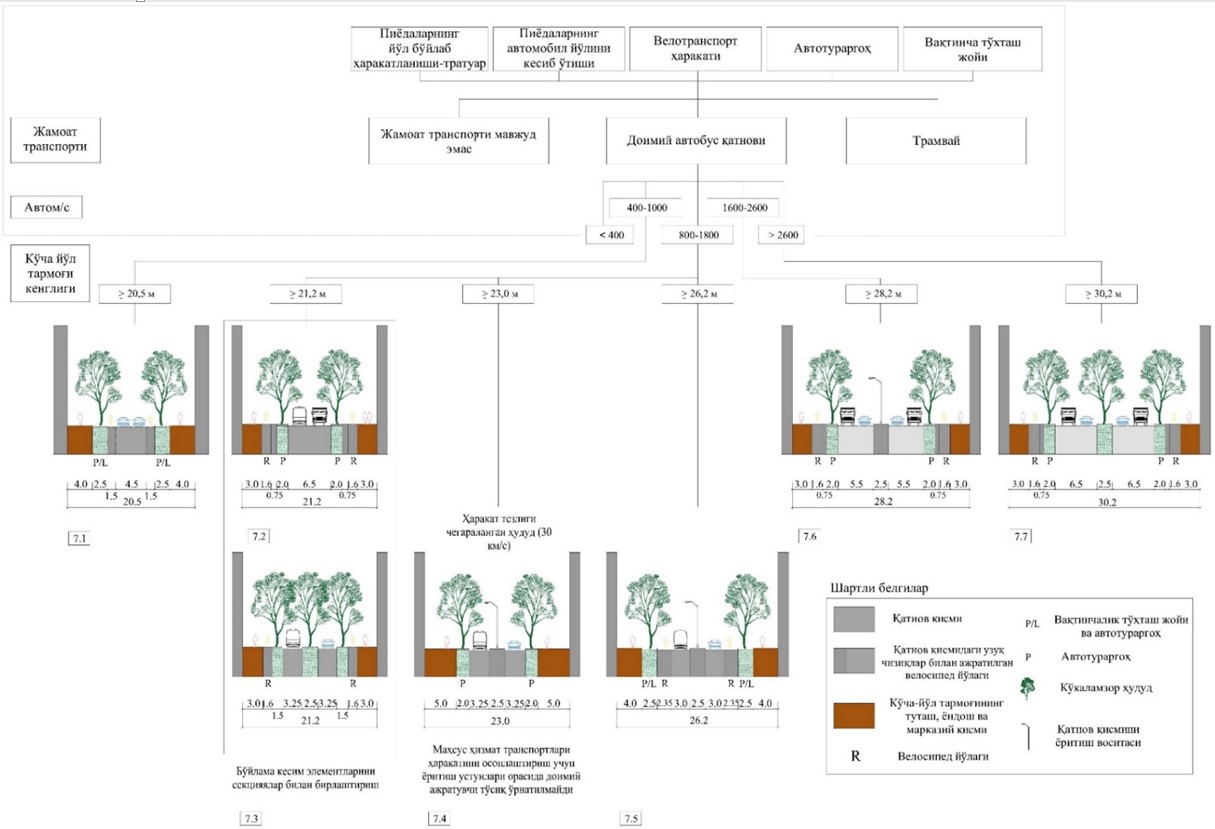 Пиёдаларнинг
йўл бўйлаб
ҳаракатланиши-тратуар
Пиёдаларнинг
автомобил йўлини
кесиб ўтиши
Велотранспорт
ҳаракати
Автотураргоҳ
Вақтинча тўхташ
жойи
Жамоат
транспорти
Жамоат транспорти мавжуд
эмас
Доимий автобус қатнови
Трамвай
Автом/с
400-1000
1600-2600
< 400
800-1800
> 2600
Кўча йўл
тармоғи
кенглиги
≥ 20,5 м
≥ 21,2 м
≥ 23,0 м
≥ 26,2 м
≥ 28,2 м
≥ 30,2 м
P/L P/L
4.0 2.5 4.5 2.5 4.0
1.5 1.5
20.5
7.1
R P P R
3.0 1.6 2.0 6.5 2.0 1.6 3.0
0.75 0.75
21.2
7.2
R P P R
3.0 1.6 2.0 5.5 2.5 5.5 2.0 1.6 3.0
0.75 0.75
28.2
7.6
R P P R
3.0 1.6 2.0 6.5 2.5 6.5 2.0 1.6 3.0
0.75
30.2
7.7
Ҳаракат тезлиги
чегараланган ҳудуд (30
км/с)
R R
3.0 1.6 3.25 2.5 3.25 1.6 3.0
1.5 1.5
21.2
Бўйлама кесим элементларини
ссқцияялар билан бирлаштириш
7.3
P P
5.0 2.0 3.25 2.5 3.25 2.0 5.0
23.0
Махсус ҳизмат транспортлари
ҳаракатини осонлаштириш учун
ёритиш устунлари орасида доимий
ажратувчи тўсиқ ўрнатилмайди
7.4
P/L R R P/L
4.0 2.5 2.35 3.0 2.5 3.0 2.35 2.5 4.0
26.2
7.5
Шартли белгилар
Қатнов қисми
Қатнов қисмидаги узуқ
чизиқлар билан ажратилган
велосипед йўлаги
Кўча-йўл тармоғининг
туташ, ёндош ва
марказий қисми
R Велосипед йўлаги
P/L Вақтинчалик тўхташ жойи
ва автотураргоҳ
P Автотураргоҳ
Кўкаламзор ҳудуд
Қатнов қисмиши
ёритиш воситаси